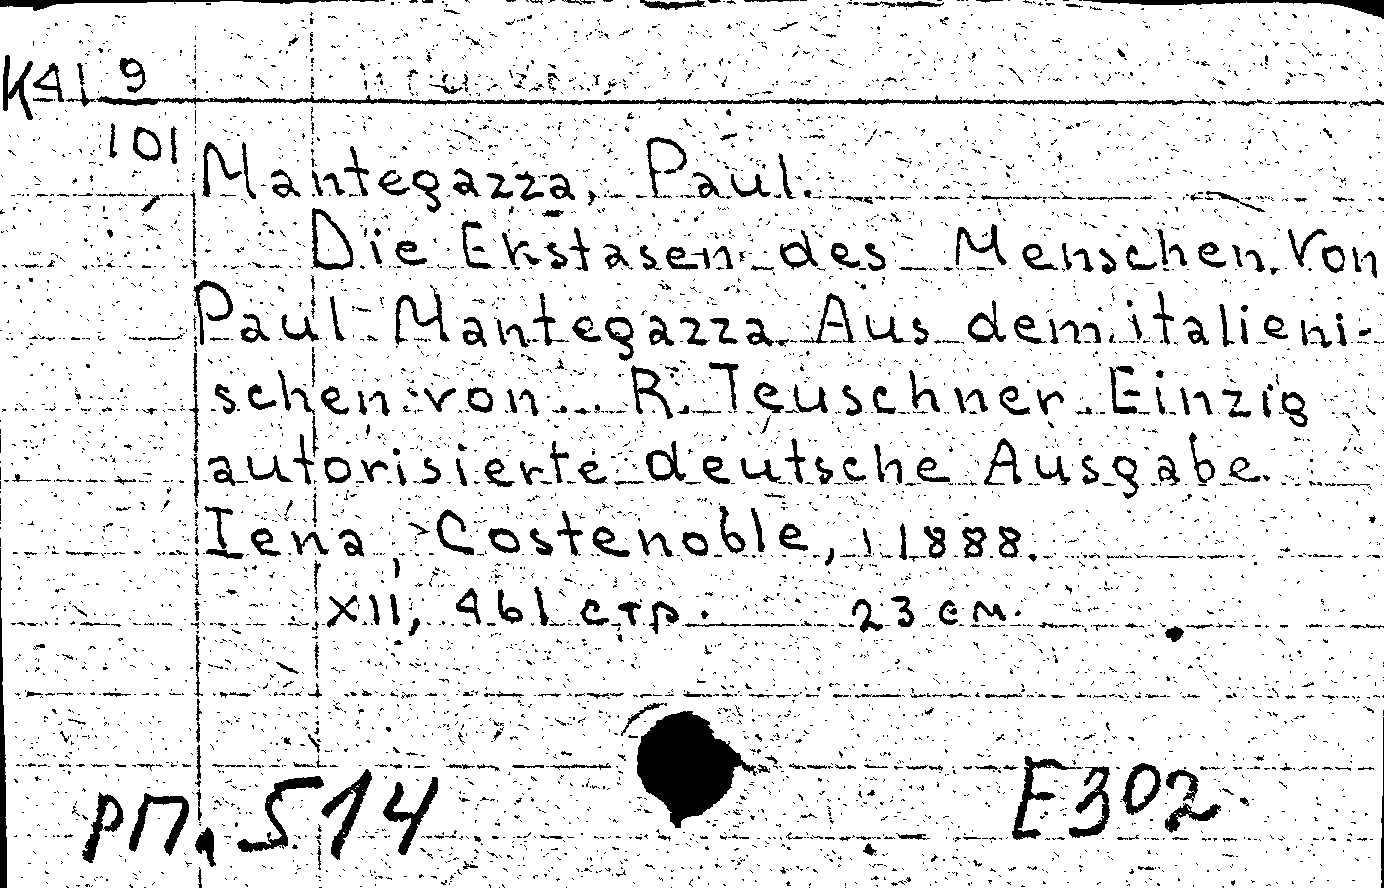 К41 9
101
Mantegazza, Paul.
Die Ekstasen des Menschen. Von
Paul Mantegazza. Aus dem italieni-
schen von... R. Teuschner. Einzig
autorisierte deutsche Ausgabe.
Iena, Costenoble, 1888.
XII, 461 стр. 23 см.
РП. 514
E302